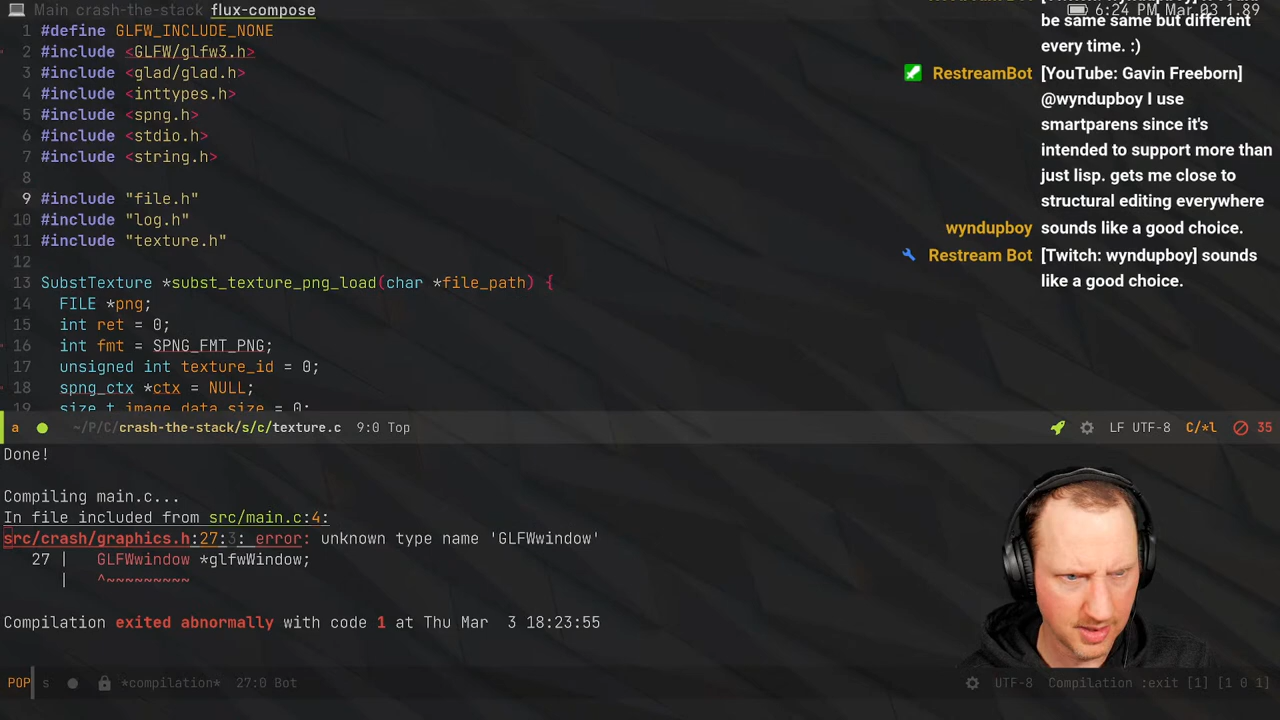 Main crash-the-stack flux-compose
6:24 PM, Mar 03 1.89
1 #define GLFW_INCLUDE_NONE
2 #include <GLFW/glfw3.h>
3 #include <glad/glad.h>
4 #include <inttypes.h>
5 #include <spng.h>
6 #include <stdio.h>
7 #include <string.h>
8
9 #include "file.h"
10 #include "log.h"
11 #include "texture.h"
12
13 SubstTexture *subst_texture_png_load(char *file_path) {
14 FILE *png;
15 int ret = 0;
16 int fmt = SPNG_FMT_PNG;
17 unsigned int texture_id = 0;
18 spng_ctx *ctx = NULL;
19 size_t image_data_size = 0;
be same same but different
every time. :)
RestreamBot [YouTube: Gavin Freeborn]
@wyndupboy I use
smartparens since it's
intended to support more than
just lisp. gets me close to
structural editing everywhere
wyndupboy sounds like a good choice.
Restream Bot [Twitch: wyndupboy] sounds
like a good choice.
a ~/P/C/crash-the-stack/s/c/texture.c 9:0 Top LF UTF-8 C/*l 35
Done!
Compiling main.c...
In file included from src/main.c:4:
src/crash/graphics.h:27:3: error: unknown type name 'GLFWwindow'
27 | GLFWwindow *glfwWindow;
| ^~~~~~~~~~
Compilation exited abnormally with code 1 at Thu Mar 3 18:23:55
POP s *compilation* 27:0 Bot UTF-8 Compilation :exit [1] [1 0 1]